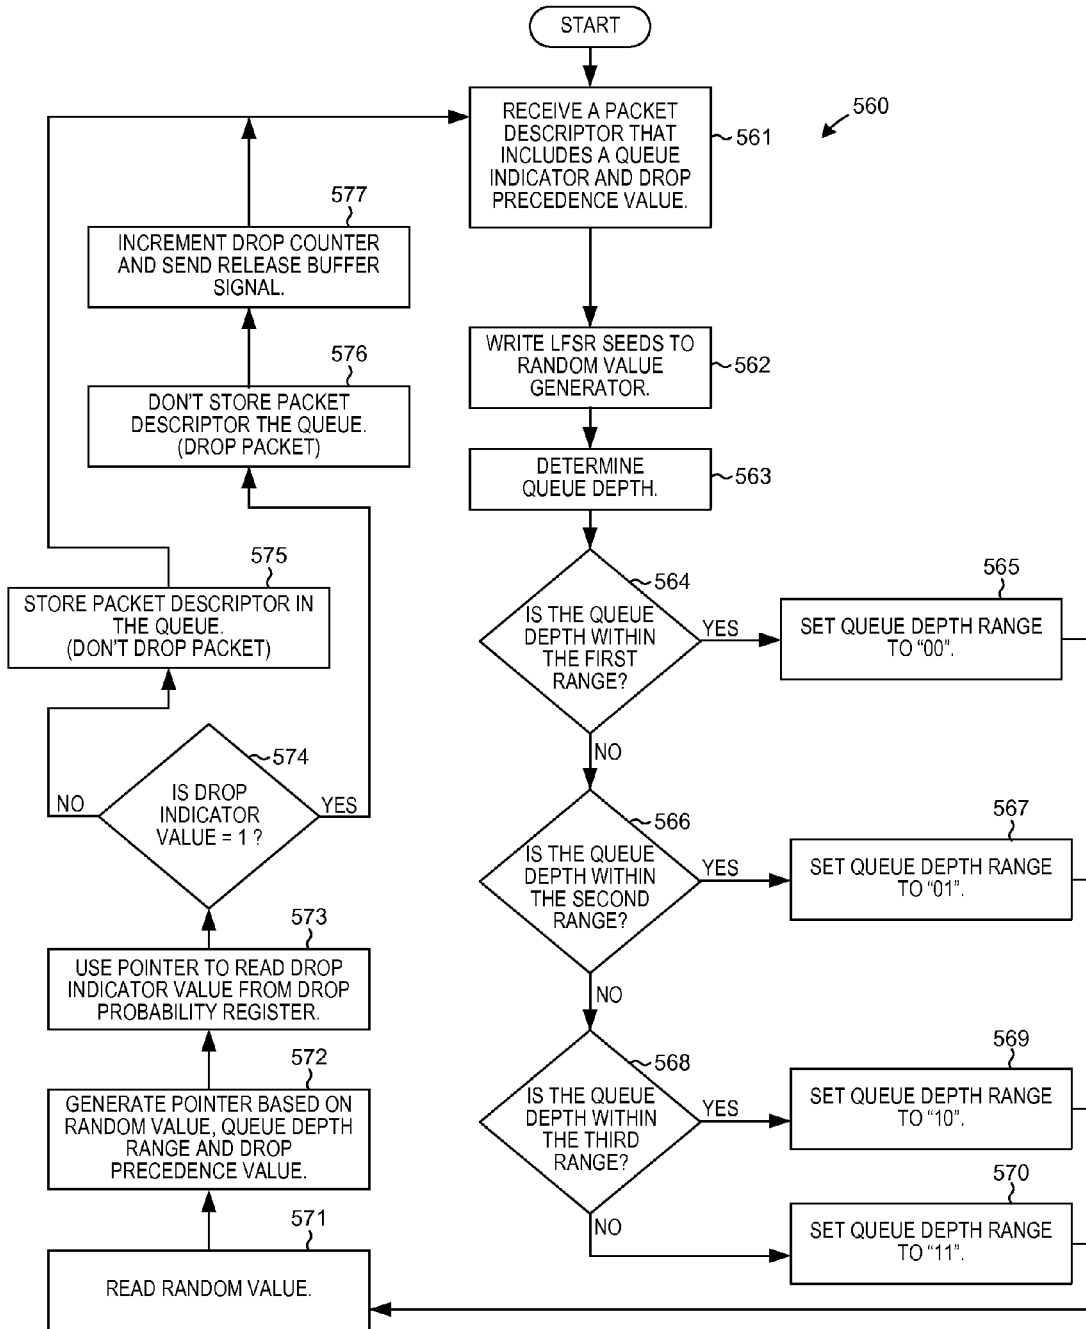 START
RECEIVE A PACKET
DESCRIPTOR THAT
INCLUDES A QUEUE
INDICATOR AND DROP
PRECEDENCE VALUE.
561
560
577
INCREMENT DROP COUNTER
AND SEND RELEASE BUFFER
SIGNAL.
WRITE LFSR SEEDS TO
RANDOM VALUE
GENERATOR.
562
576
DON'T STORE PACKET
DESCRIPTOR THE QUEUE.
(DROP PACKET)
DETERMINE
QUEUE DEPTH.
563
575
STORE PACKET DESCRIPTOR IN
THE QUEUE.
(DON'T DROP PACKET)
564
IS THE QUEUE
DEPTH WITHIN
THE FIRST
RANGE?
YES
NO
565
SET QUEUE DEPTH RANGE
TO "00".
574
IS DROP
INDICATOR
VALUE = 1 ?
NO
YES
566
IS THE QUEUE
DEPTH WITHIN
THE SECOND
RANGE?
YES
NO
567
SET QUEUE DEPTH RANGE
TO "01".
573
USE POINTER TO READ DROP
INDICATOR VALUE FROM DROP
PROBABILITY REGISTER.
568
IS THE QUEUE
DEPTH WITHIN
THE THIRD
RANGE?
YES
NO
569
SET QUEUE DEPTH RANGE
TO "10".
572
GENERATE POINTER BASED ON
RANDOM VALUE, QUEUE DEPTH
RANGE AND DROP
PRECEDENCE VALUE.
570
SET QUEUE DEPTH RANGE
TO "11".
571
READ RANDOM VALUE.